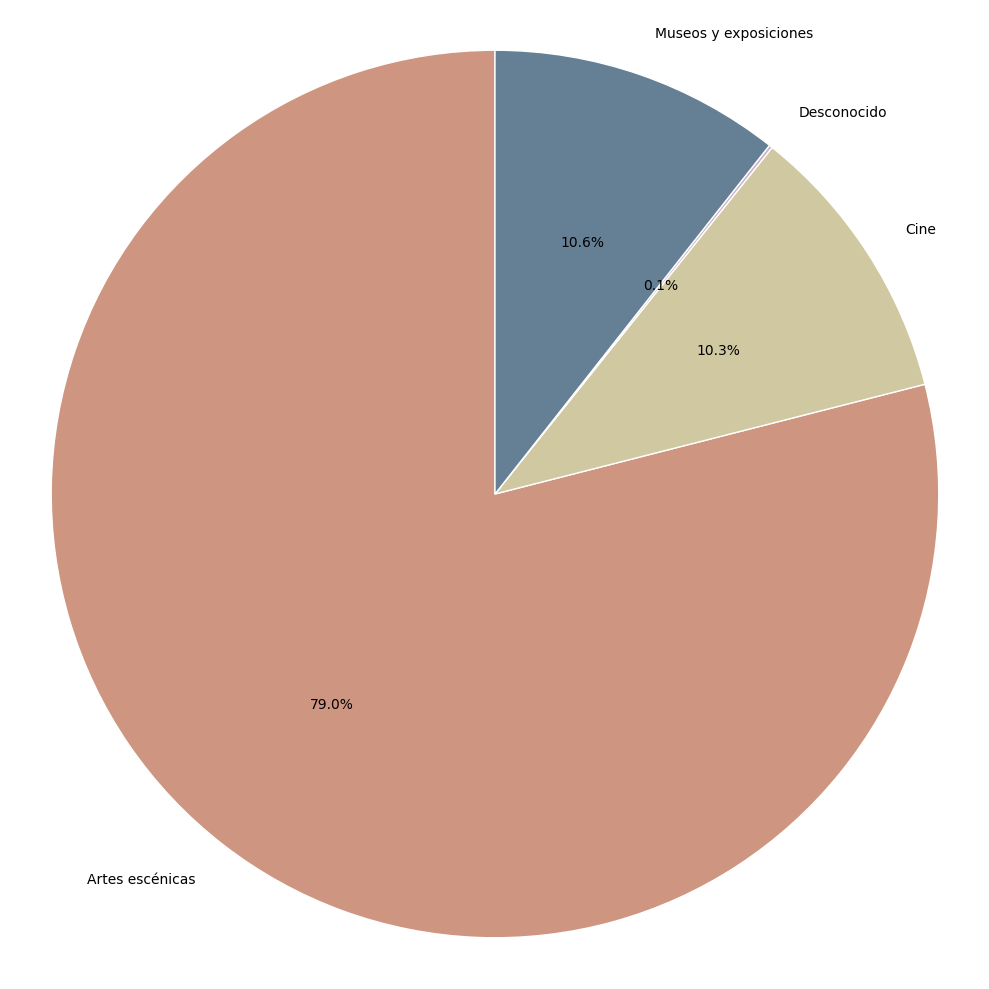 Museos y exposiciones
Desconocido
Cine
10.6%
0.1%
10.3%
79.0%
Artes escénicas